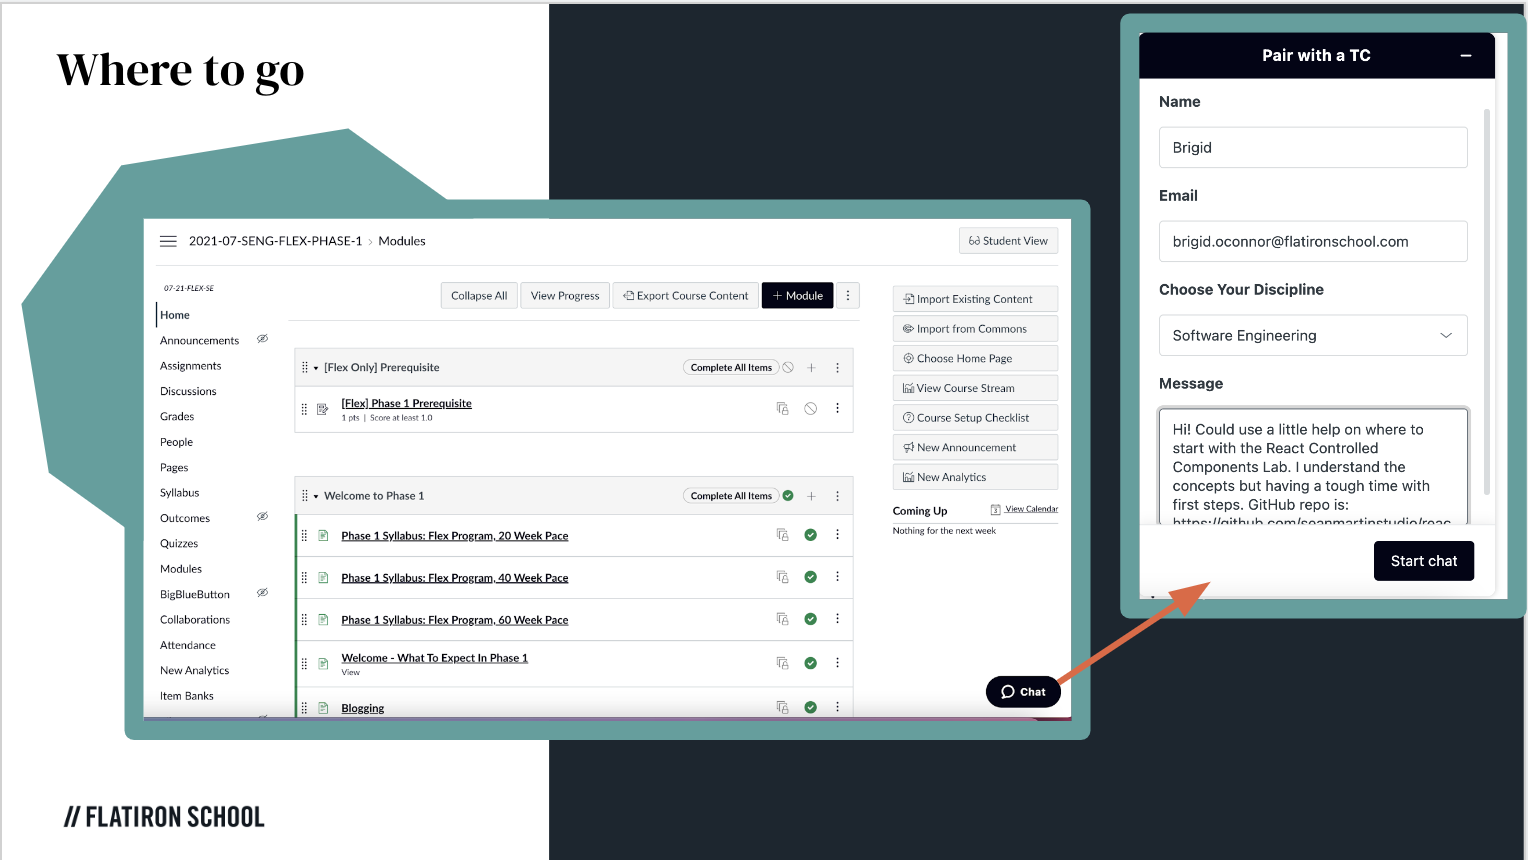 Where to go
2021-07-SENG-FLEX-PHASE-1 › Modules
Student View
07-21-FLEX-SE
Home
Announcements
Assignments
Discussions
Grades
People
Pages
Syllabus
Outcomes
Quizzes
Modules
BigBlueButton
Collaborations
Attendance
New Analytics
Item Banks
Collapse All
View Progress
Export Course Content
+ Module
[Flex Only] Prerequisite
Complete All Items
[Flex] Phase 1 Prerequisite
1 pts | Score at least 1.0
Welcome to Phase 1
Complete All Items
Phase 1 Syllabus: Flex Program, 20 Week Pace
Phase 1 Syllabus: Flex Program, 40 Week Pace
Phase 1 Syllabus: Flex Program, 60 Week Pace
Welcome - What To Expect In Phase 1
View
Blogging
Import Existing Content
Import from Commons
Choose Home Page
View Course Stream
Course Setup Checklist
New Announcement
New Analytics
Coming Up
View Calendar
Nothing for the next week
Chat
Pair with a TC
Name
Brigid
Email
brigid.oconnor@flatironschool.com
Choose Your Discipline
Software Engineering
Message
Hi! Could use a little help on where to
start with the React Controlled
Components Lab. I understand the
concepts but having a tough time with
first steps. GitHub repo is:
https://github.com/seanmartinstudio/reac
Start chat
// FLATIRON SCHOOL